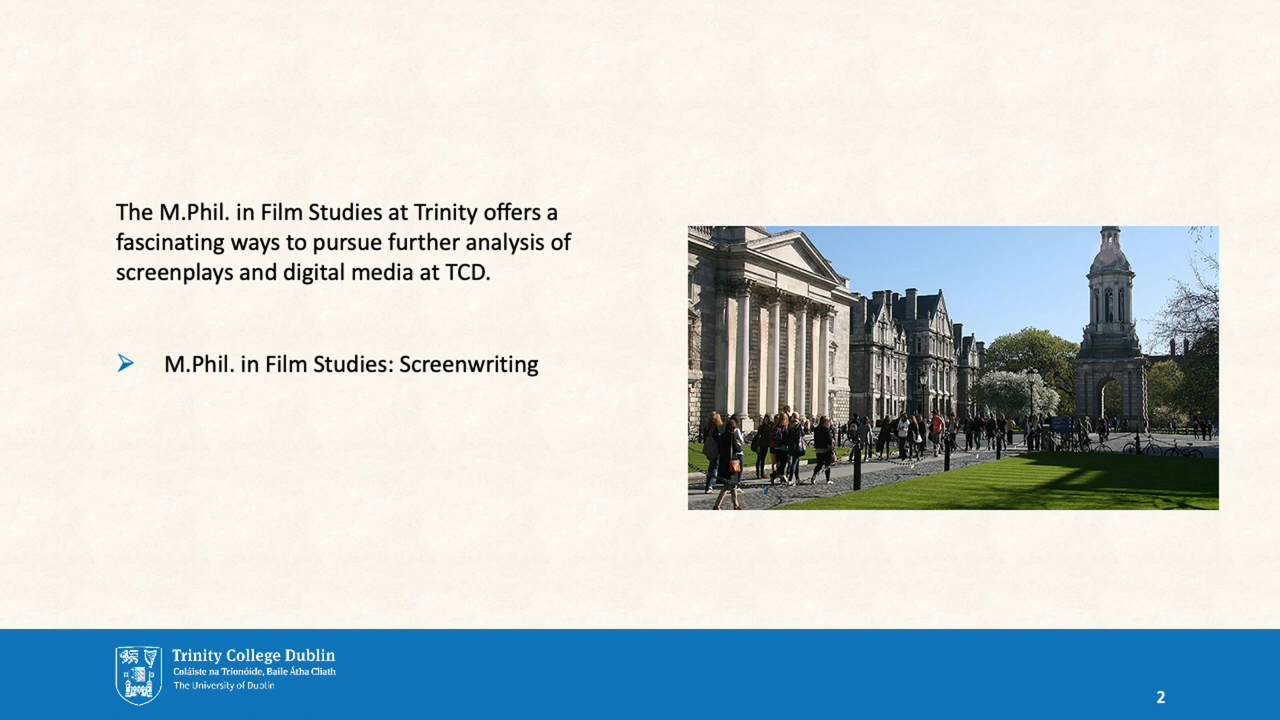 The M.Phil. in Film Studies at Trinity offers a
fascinating ways to pursue further analysis of
screenplays and digital media at TCD.
M.Phil. in Film Studies: Screenwriting
Trinity College Dublin
Coláiste na Tríonóide, Baile Átha Cliath
The University of Dublin
2